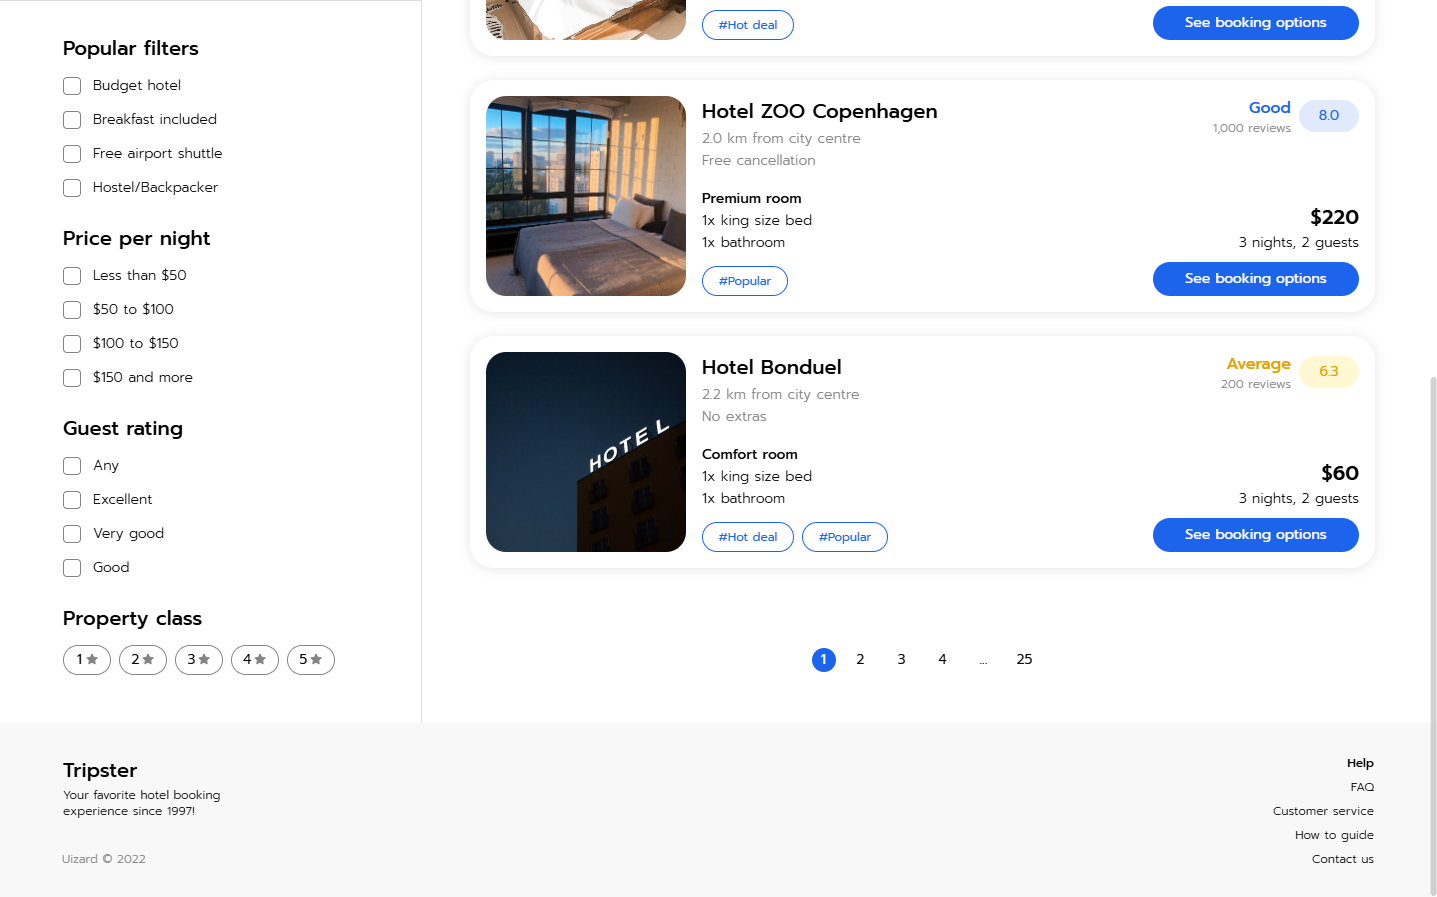 Popular filters
Budget hotel
Breakfast included
Free airport shuttle
Hostel/Backpacker
Price per night
Less than $50
$50 to $100
$100 to $150
$150 and more
Guest rating
Any
Excellent
Very good
Good
Property class
1
2
3
4
5
#Hot deal
See booking options
Hotel ZOO Copenhagen
2.0 km from city centre
Free cancellation
Good
1,000 reviews
8.0
Premium room
1x king size bed
1x bathroom
$220
3 nights, 2 guests
#Popular
See booking options
HOTEL
Hotel Bonduel
2.2 km from city centre
No extras
Average
200 reviews
6.3
Comfort room
1x king size bed
1x bathroom
$60
3 nights, 2 guests
#Hot deal #Popular
See booking options
1 2 3 4 ... 25
Tripster
Your favorite hotel booking
experience since 1997!
Uizard © 2022
Help
FAQ
Customer service
How to guide
Contact us